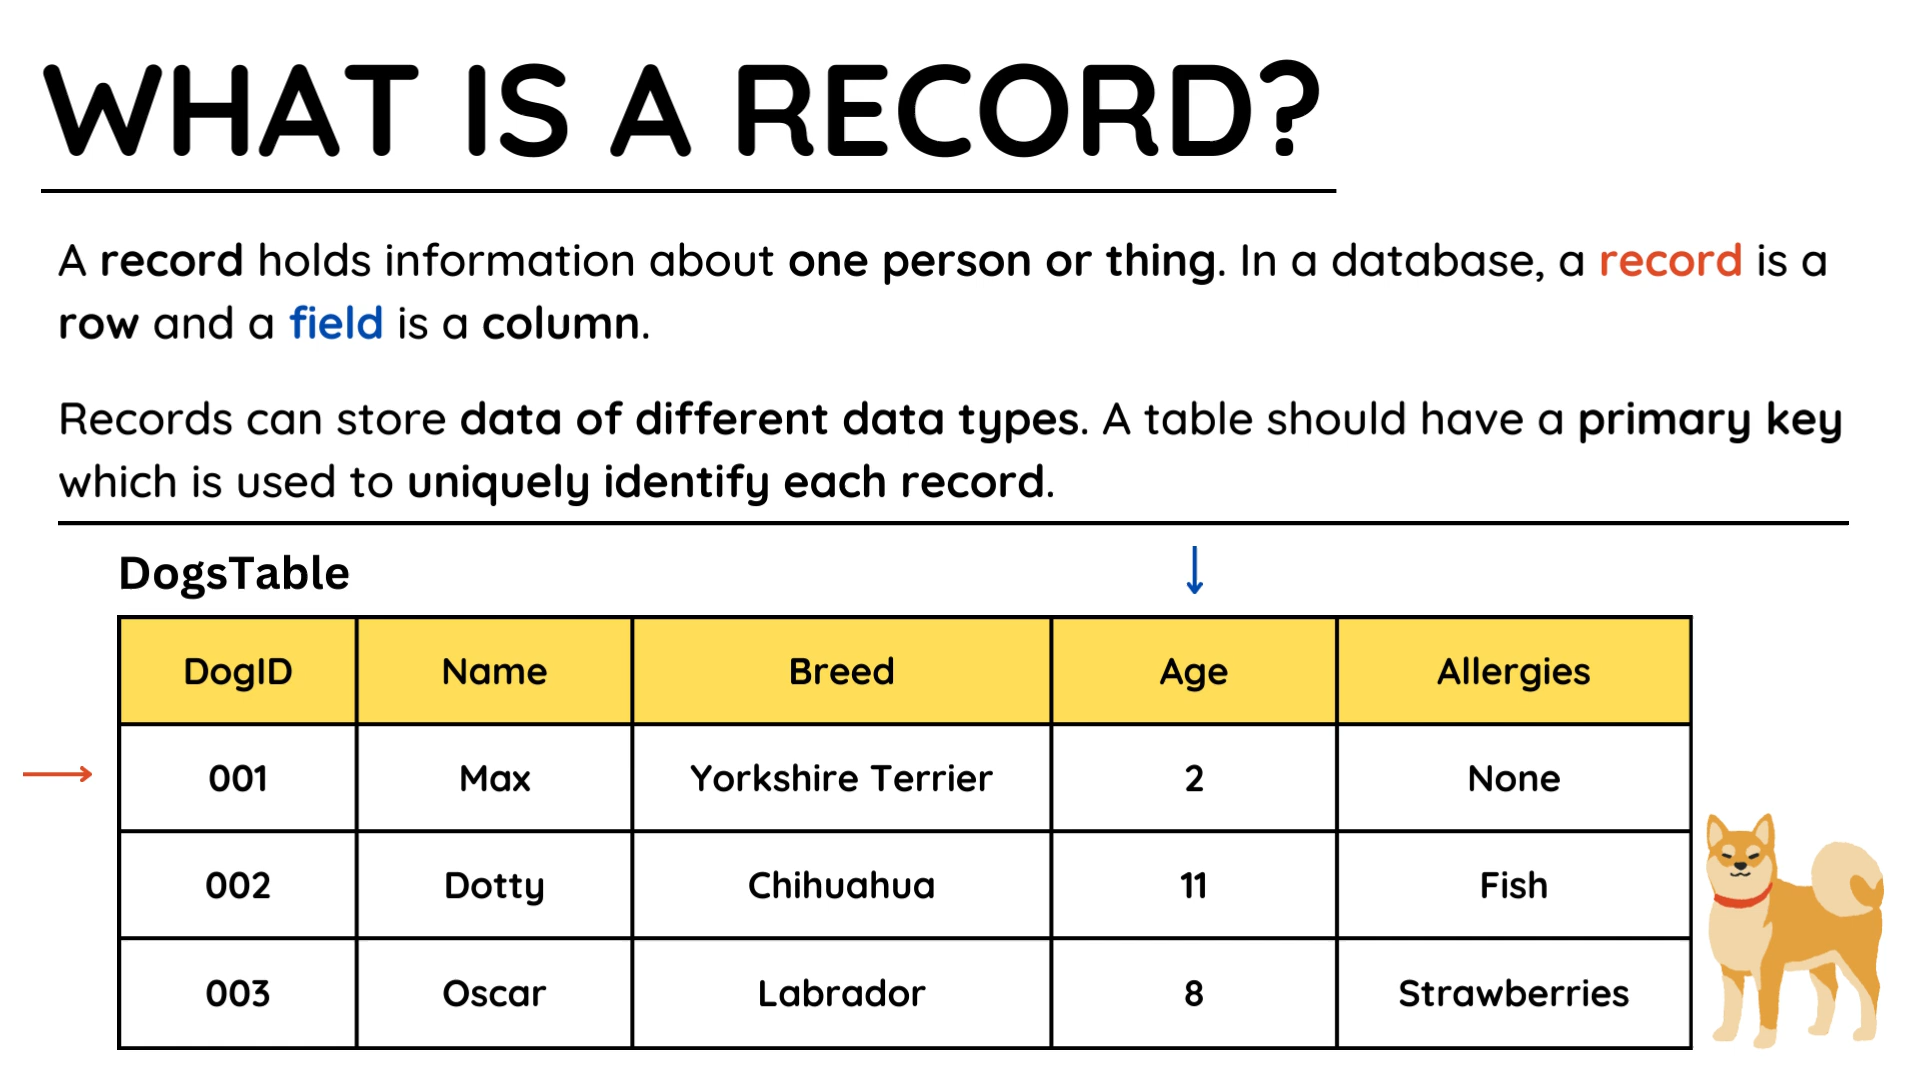 WHAT IS A RECORD?
A record holds information about one person or thing. In a database, a record is a
row and a field is a column.
Records can store data of different data types. A table should have a primary key
which is used to uniquely identify each record.
DogsTable
DogID Name Breed Age Allergies
001 Max Yorkshire Terrier 2 None
002 Dotty Chihuahua 11 Fish
003 Oscar Labrador 8 Strawberries